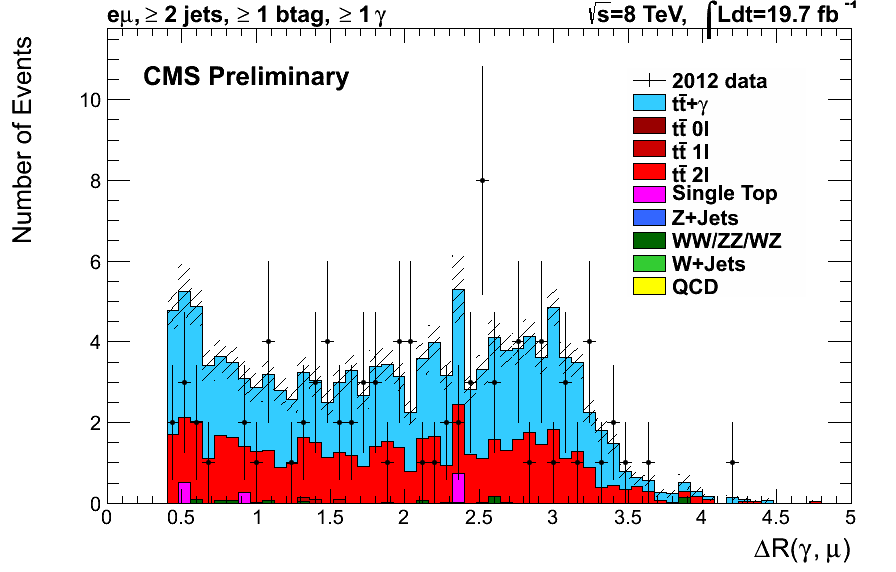 eμ, ≥ 2 jets, ≥ 1 btag, ≥ 1 γ
√s=8 TeV, ∫Ldt=19.7 fb⁻¹
CMS Preliminary
Number of Events
10
8
6
4
2
0
2012 data
tt̄+γ
tt̄ 0l
tt̄ 1l
tt̄ 2l
Single Top
Z+Jets
WW/ZZ/WZ
W+Jets
QCD
0 0.5 1 1.5 2 2.5 3 3.5 4 4.5 5
ΔR(γ, μ)